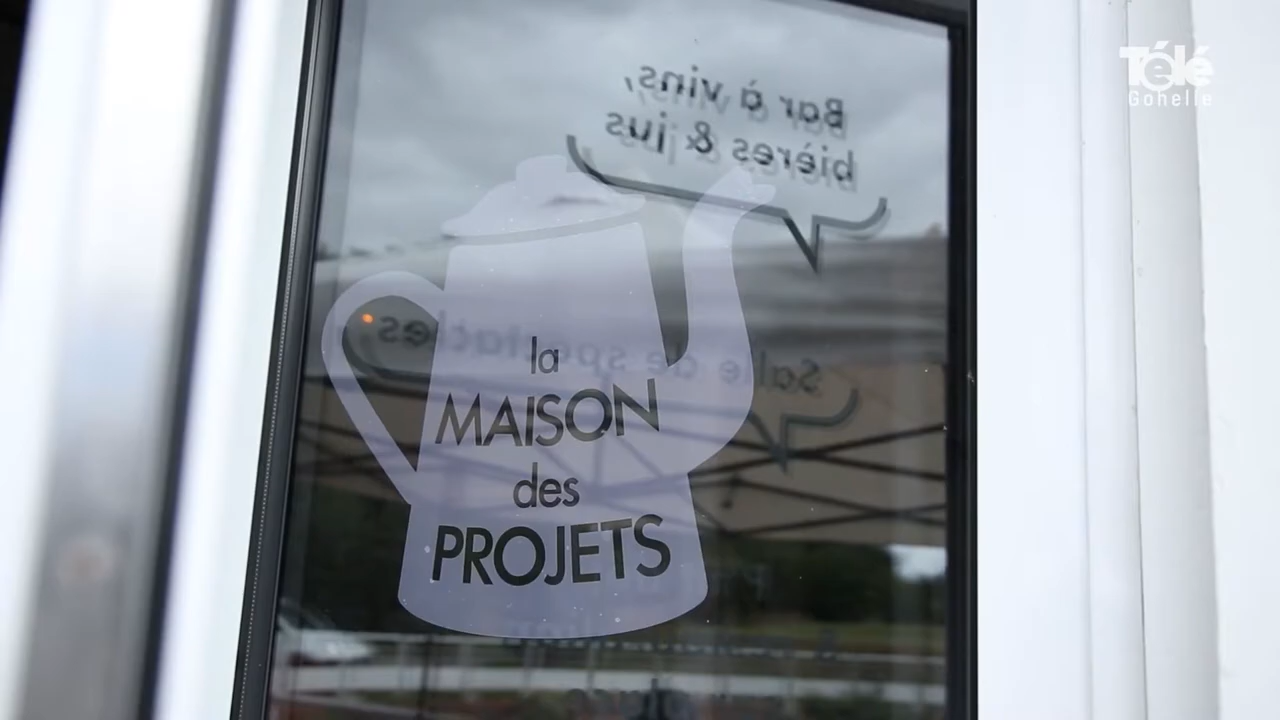 Télé
Gohelle
Bar à vins,
bières & jus
Salle de spectacles,
la
MAISON
des
PROJETS